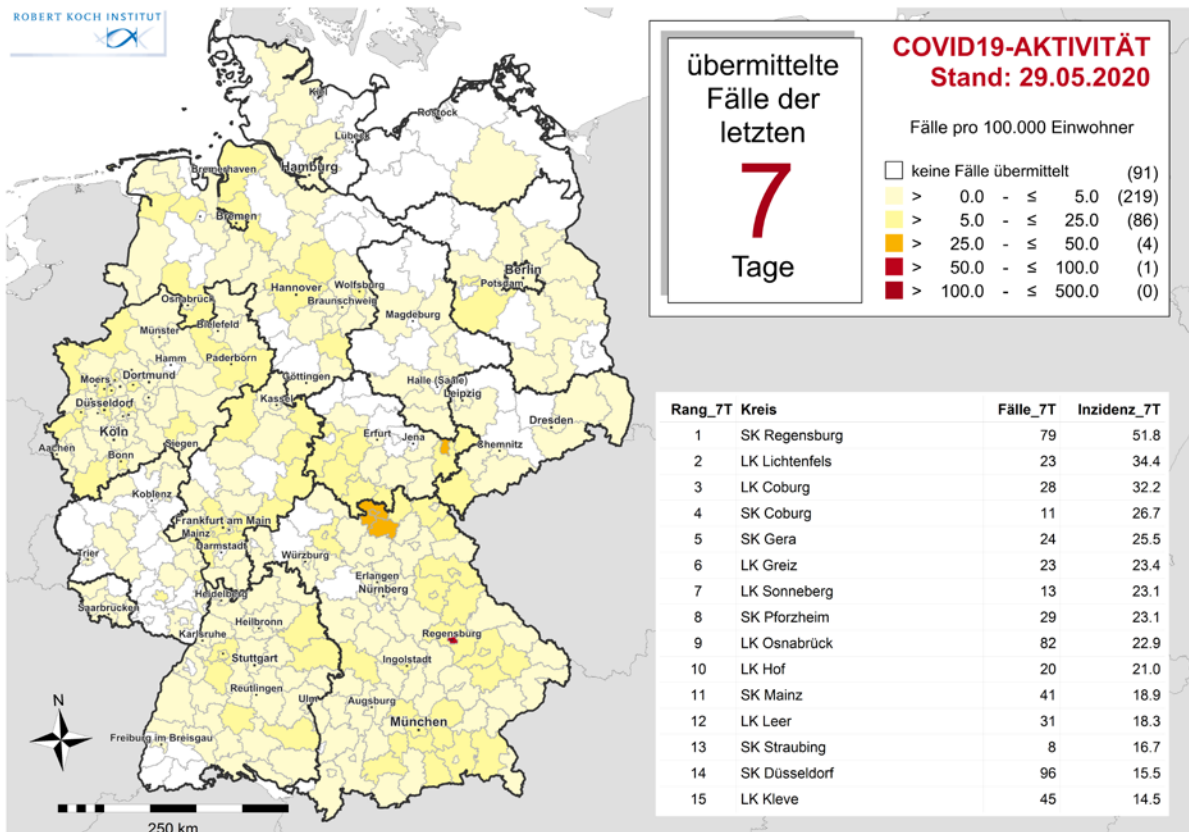 ROBERT KOCH INSTITUT
übermittelte
Fälle der
letzten
7
Tage
COVID19-AKTIVITÄT
Stand: 29.05.2020
Fälle pro 100.000 Einwohner
keine Fälle übermittelt (91)
> 0.0 - ≤ 5.0 (219)
> 5.0 - ≤ 25.0 (86)
> 25.0 - ≤ 50.0 (4)
> 50.0 - ≤ 100.0 (1)
> 100.0 - ≤ 500.0 (0)
Kiel
Rostock
Lübeck
Hamburg
Bremerhaven
Bremen
Berlin
Potsdam
Wolfsburg
Hannover
Braunschweig
Osnabrück
Magdeburg
Bielefeld
Münster
Paderborn
Hamm
Göttingen
Halle (Saale)
Moers
Dortmund
Leipzig
Kassel
Düsseldorf
Dresden
Köln
Erfurt
Jena
Chemnitz
Siegen
Aachen
Bonn
Koblenz
Frankfurt am Main
Mainz
Darmstadt
Trier
Würzburg
Erlangen
Nürnberg
Heidelberg
Saarbrücken
Heilbronn
Karlsruhe
Regensburg
Stuttgart
Ingolstadt
Reutlingen
Ulm
Augsburg
München
Freiburg im Breisgau
N
250 km
Rang_7T Kreis Fälle_7T Inzidenz_7T
1 SK Regensburg 79 51.8
2 LK Lichtenfels 23 34.4
3 LK Coburg 28 32.2
4 SK Coburg 11 26.7
5 SK Gera 24 25.5
6 LK Greiz 23 23.4
7 LK Sonneberg 13 23.1
8 SK Pforzheim 29 23.1
9 LK Osnabrück 82 22.9
10 LK Hof 20 21.0
11 SK Mainz 41 18.9
12 LK Leer 31 18.3
13 SK Straubing 8 16.7
14 SK Düsseldorf 96 15.5
15 LK Kleve 45 14.5